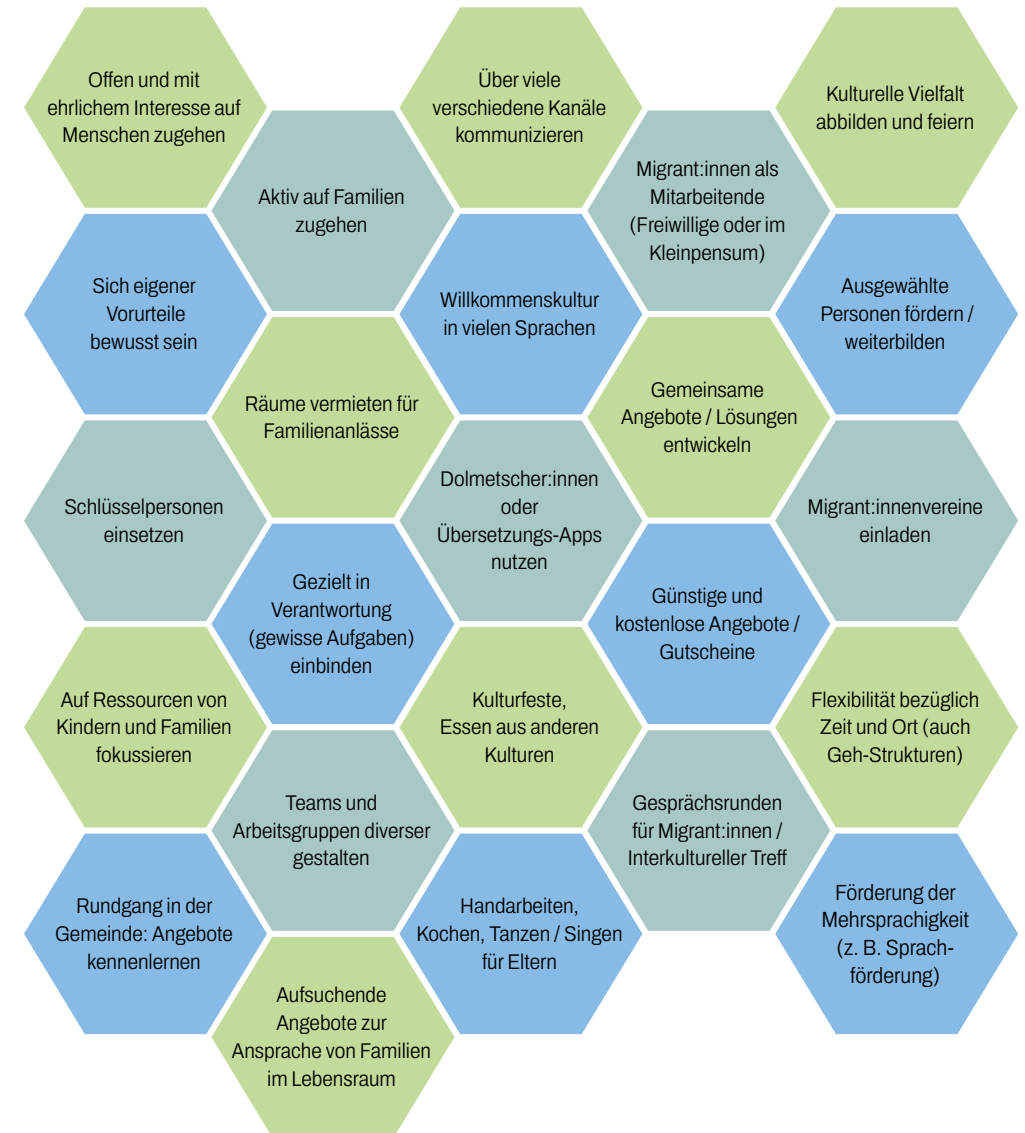 Offen und mit
ehrlichem Interesse auf
Menschen zugehen
Über viele
verschiedene Kanäle
kommunizieren
Kulturelle Vielfalt
abbilden und feiern
Aktiv auf Familien
zugehen
Migrant:innen als
Mitarbeitende
(Freiwillige oder im
Kleinpensum)
Sich eigener
Vorurteile
bewusst sein
Willkommenskultur
in vielen Sprachen
Ausgewählte
Personen fördern /
weiterbilden
Räume vermieten für
Familienanlässe
Gemeinsame
Angebote / Lösungen
entwickeln
Schlüsselpersonen
einsetzen
Dolmetscher:innen
oder
Übersetzungs-Apps
nutzen
Migrant:innenvereine
einladen
Gezielt in
Verantwortung
(gewisse Aufgaben)
einbinden
Günstige und
kostenlose Angebote /
Gutscheine
Auf Ressourcen von
Kindern und Familien
fokussieren
Kulturfeste,
Essen aus anderen
Kulturen
Flexibilität bezüglich
Zeit und Ort (auch
Geh-Strukturen)
Teams und
Arbeitsgruppen diverser
gestalten
Gesprächsrunden
für Migrant:innen /
Interkultureller Treff
Rundgang in der
Gemeinde: Angebote
kennenlernen
Handarbeiten,
Kochen, Tanzen / Singen
für Eltern
Förderung der
Mehrsprachigkeit
(z. B. Sprach-
förderung)
Aufsuchende
Angebote zur
Ansprache von Familien
im Lebensraum